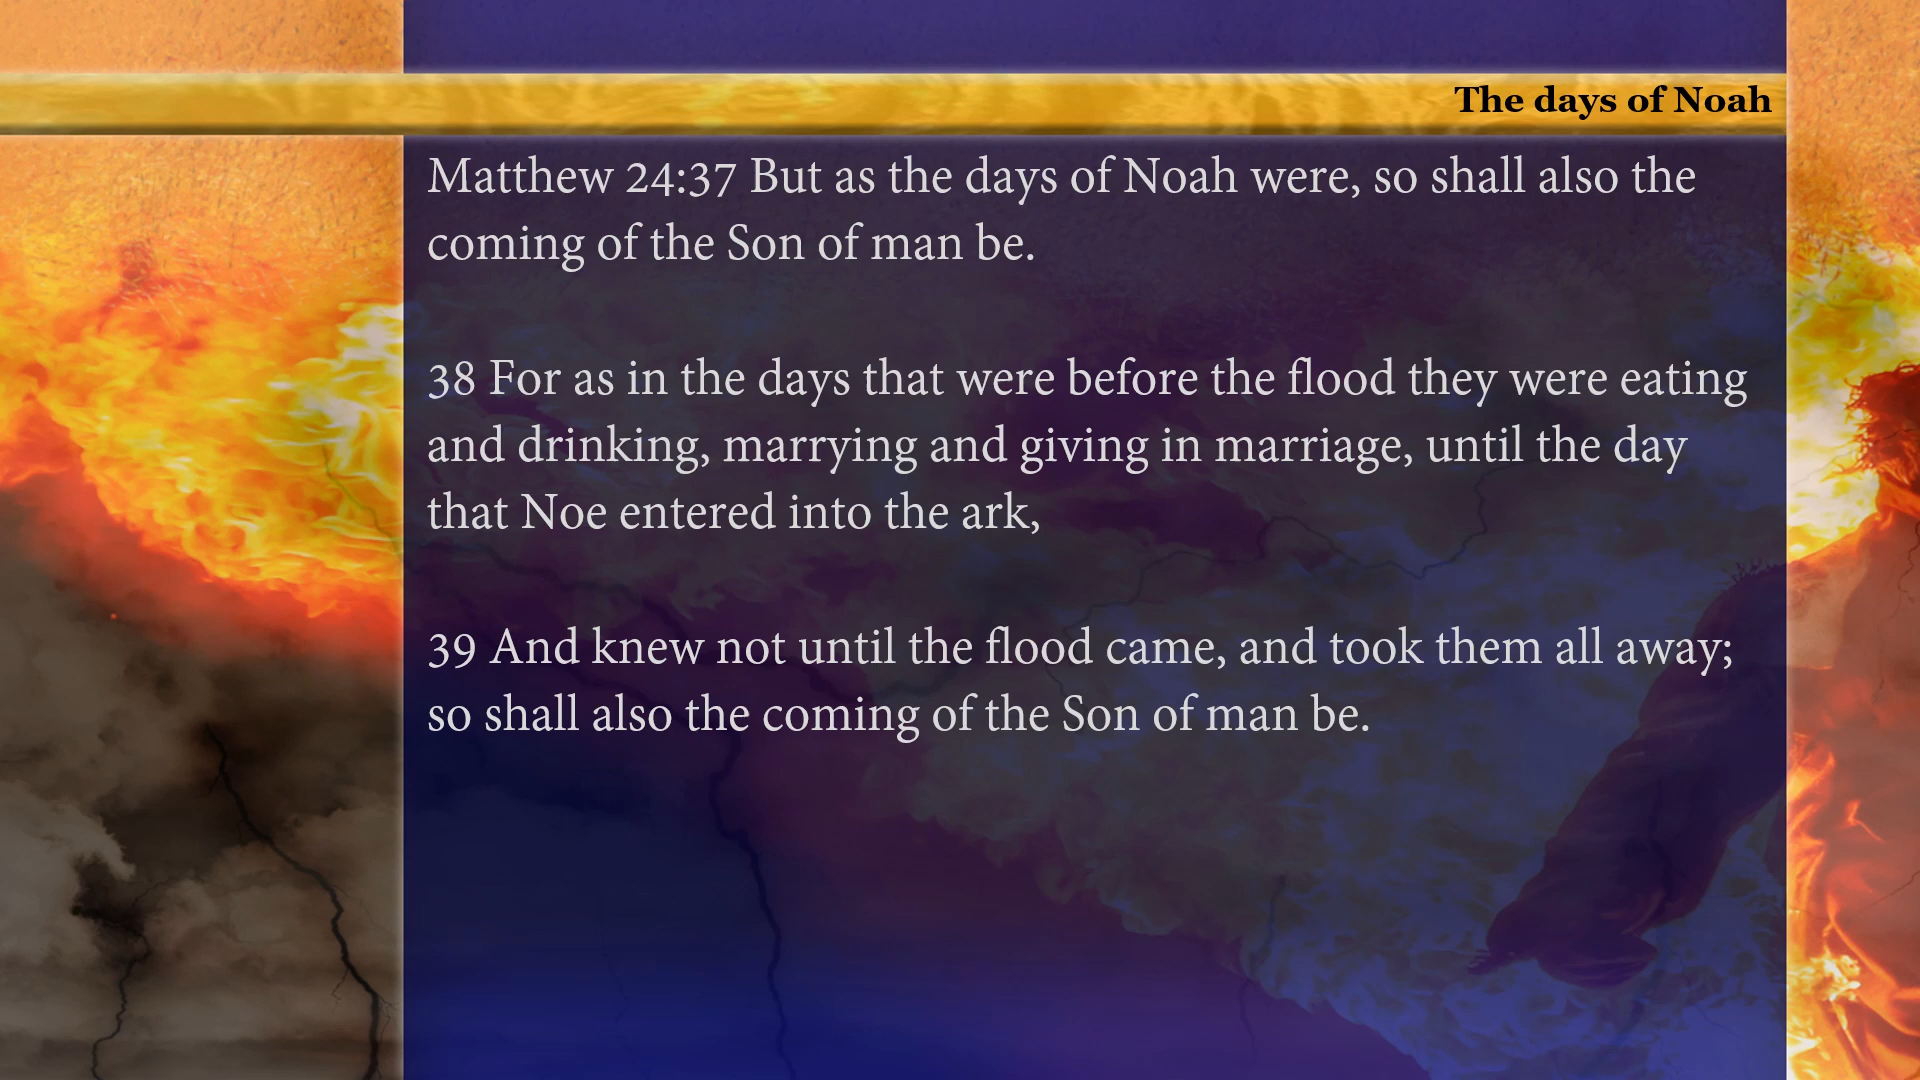 The days of Noah
Matthew 24:37 But as the days of Noah were, so shall also the
coming of the Son of man be.
38 For as in the days that were before the flood they were eating
and drinking, marrying and giving in marriage, until the day
that Noe entered into the ark,
39 And knew not until the flood came, and took them all away;
so shall also the coming of the Son of man be.